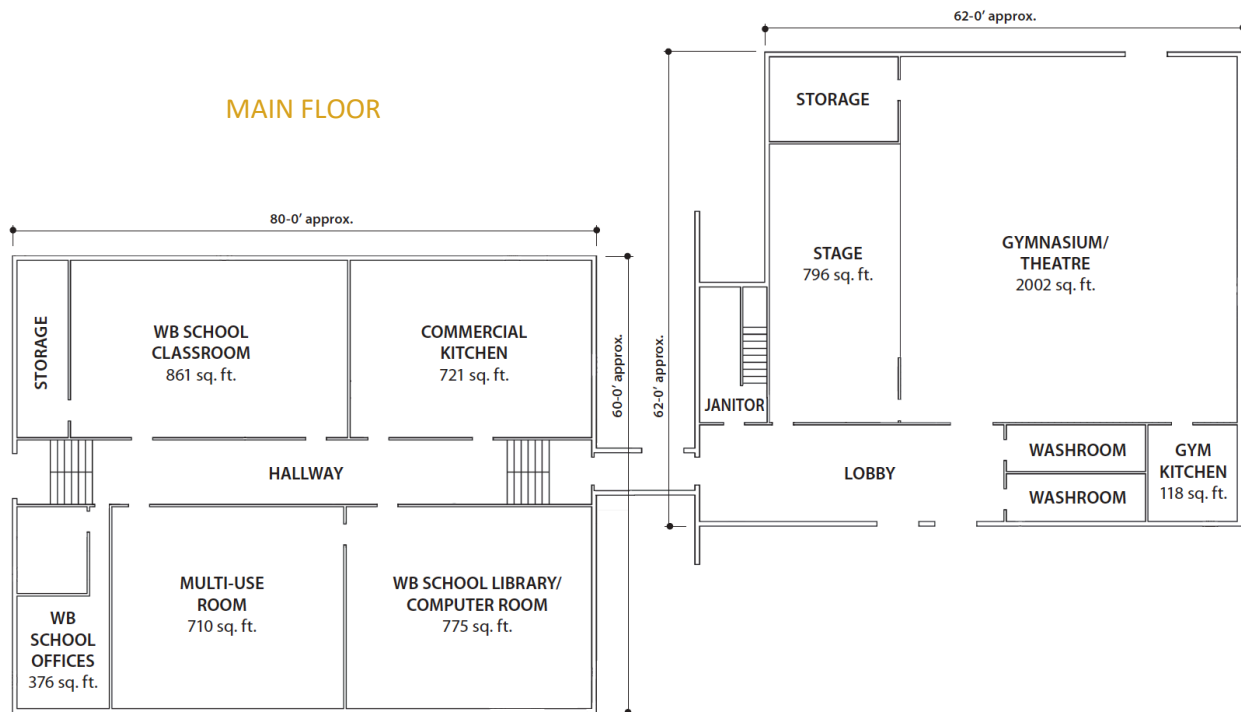 MAIN FLOOR
62-0' approx.
STORAGE
80-0' approx.
STAGE
796 sq. ft.
GYMNASIUM/
THEATRE
2002 sq. ft.
STORAGE
WB SCHOOL
CLASSROOM
861 sq. ft.
COMMERCIAL
KITCHEN
721 sq. ft.
60-0' approx.
62-0' approx.
JANITOR
HALLWAY
LOBBY
WASHROOM
WASHROOM
GYM
KITCHEN
118 sq. ft.
WB
SCHOOL
OFFICES
376 sq. ft.
MULTI-USE
ROOM
710 sq. ft.
WB SCHOOL LIBRARY/
COMPUTER ROOM
775 sq. ft.